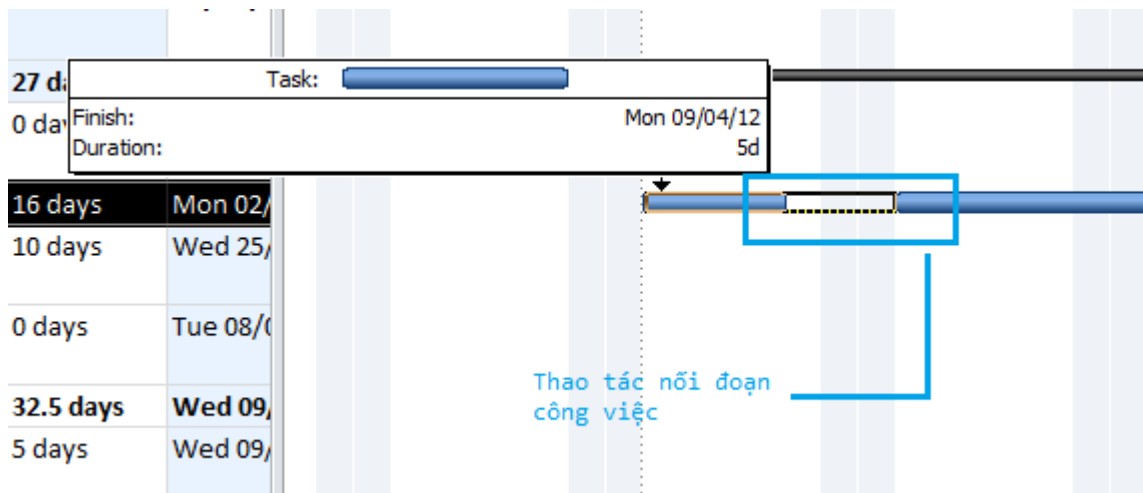 27 d
Task:
0 da
Finish:
Mon 09/04/12
Duration:
5d
16 days
Mon 02/
10 days
Wed 25/
0 days
Tue 08/0
Thao tác nối đoạn
công việc
32.5 days
Wed 09/
5 days
Wed 09/